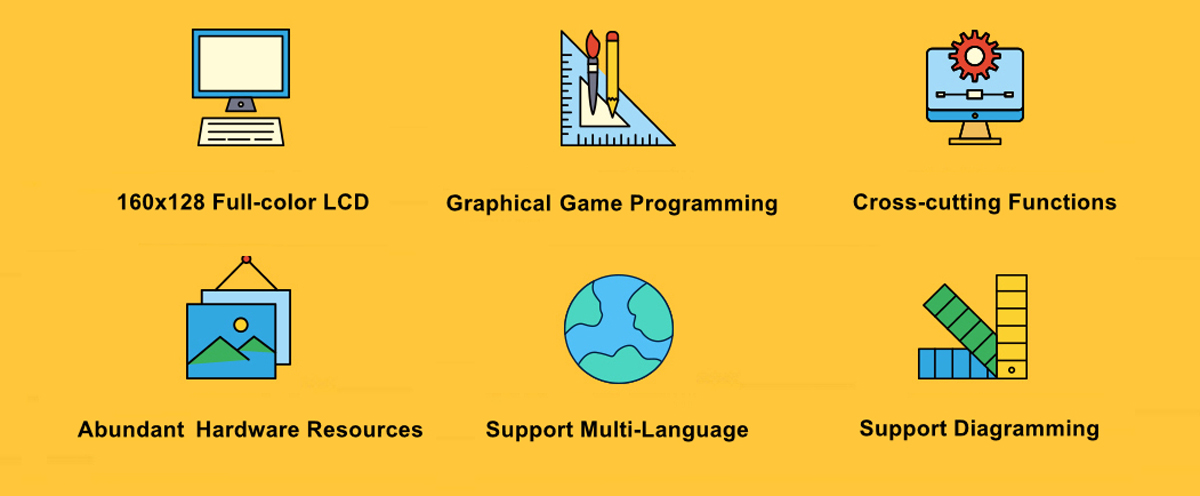 160x128 Full-color LCD
Graphical Game Programming
Cross-cutting Functions
Abundant Hardware Resources
Support Multi-Language
Support Diagramming